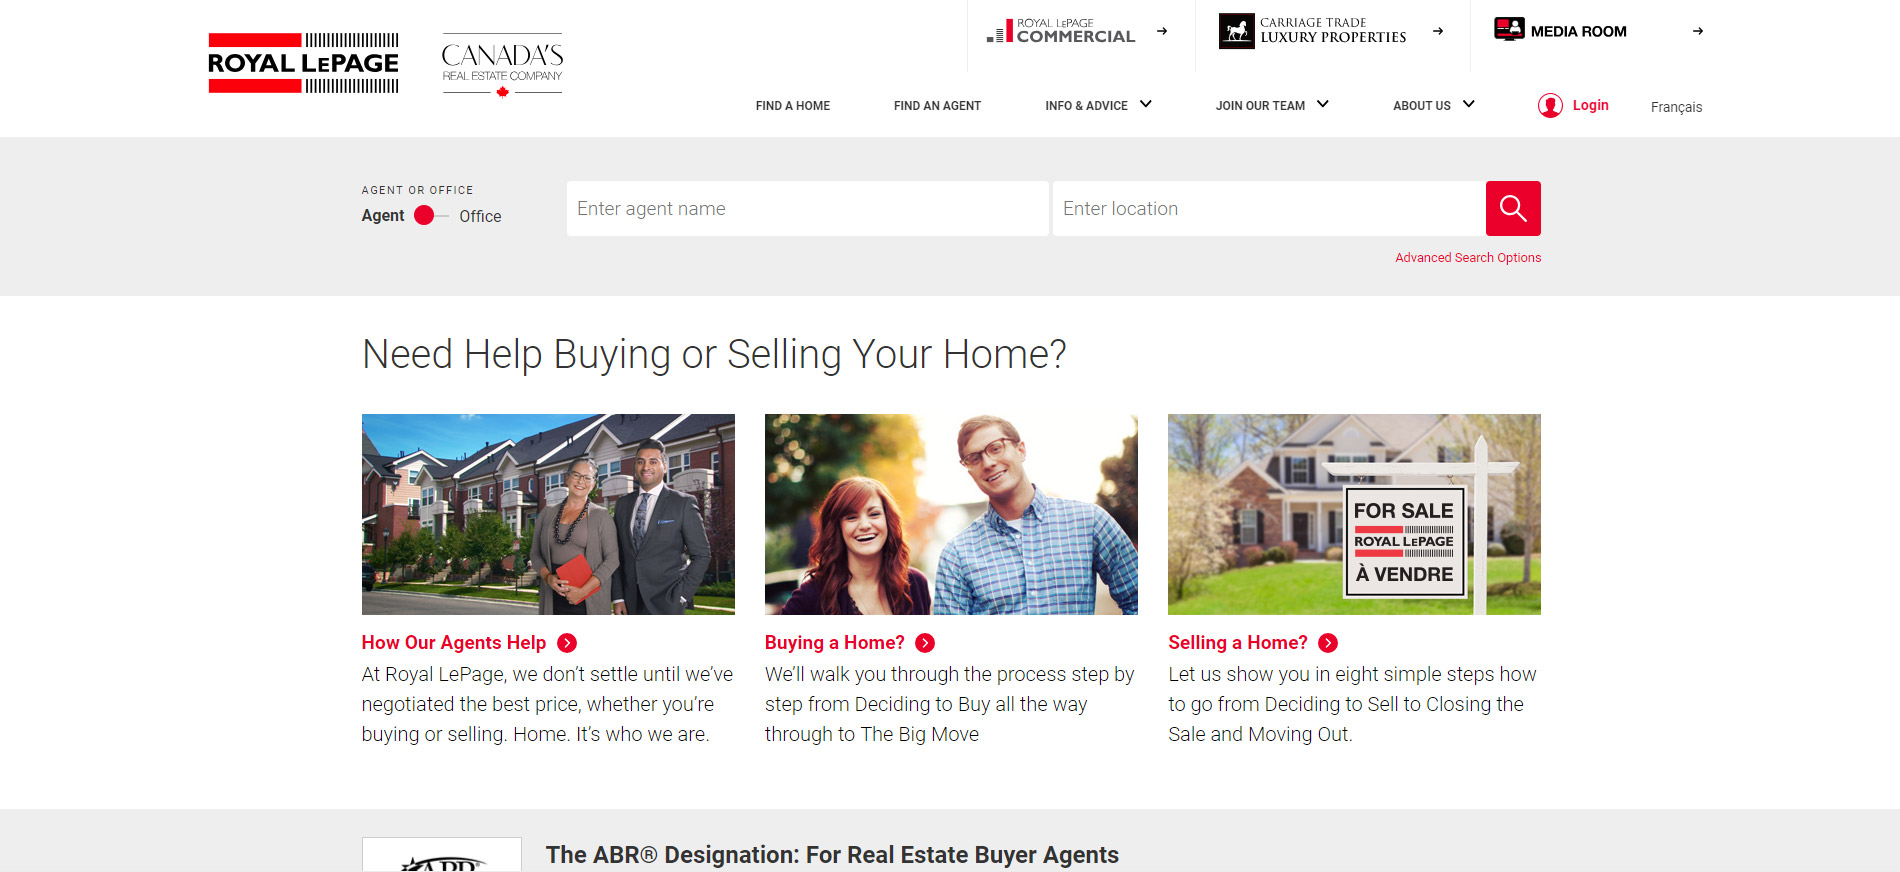 ROYAL LEPAGE
CANADA'S
REAL ESTATE COMPANY
ROYAL LEPAGE
COMMERCIAL
CARRIAGE TRADE
LUXURY PROPERTIES
MEDIA ROOM
FIND A HOME
FIND AN AGENT
INFO & ADVICE
JOIN OUR TEAM
ABOUT US
Login
Français
AGENT OR OFFICE
Agent
Office
Enter agent name
Enter location
Advanced Search Options
Need Help Buying or Selling Your Home?
FOR SALE
ROYAL LEPAGE
À VENDRE
How Our Agents Help
At Royal LePage, we don’t settle until we’ve
negotiated the best price, whether you’re
buying or selling. Home. It’s who we are.
Buying a Home?
We’ll walk you through the process step by
step from Deciding to Buy all the way
through to The Big Move
Selling a Home?
Let us show you in eight simple steps how
to go from Deciding to Sell to Closing the
Sale and Moving Out.
ABR
The ABR® Designation: For Real Estate Buyer Agents